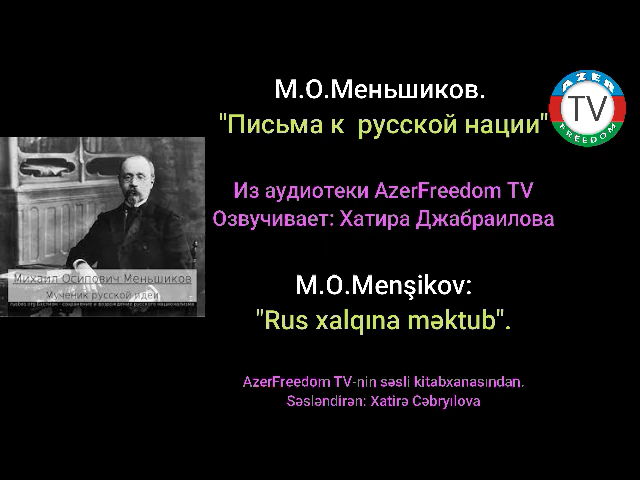 М.О.Меньшиков.
"Письма к русской нации"
AZER
TV
FREEDOM
Из аудиотеки AzerFreedom TV
Озвучивает: Хатира Джабраилова
Михаил Осипович Меньшиков
Мученик русской идеи
M.O.Menşikov:
"Rus xalqına məktub".
AzerFreedom TV-nin səsli kitabxanasından.
Səsləndirən: Xatirə Cəbryılova